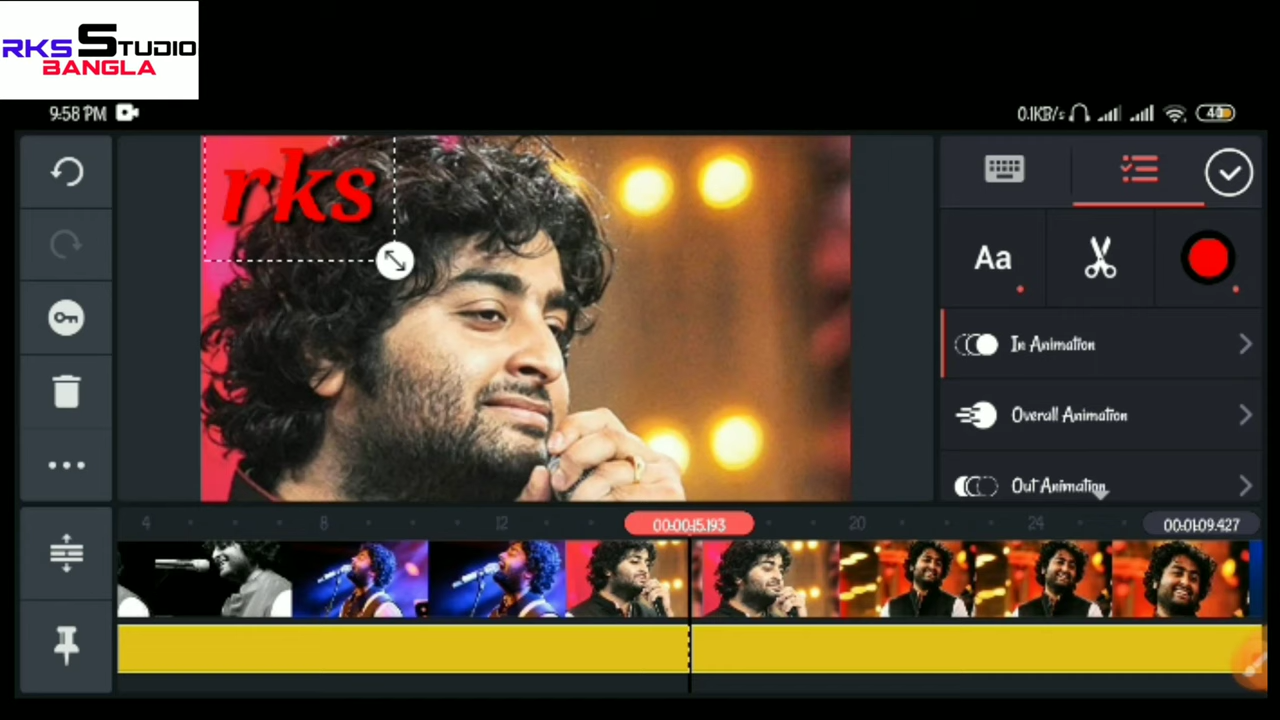 RKS STUDIO
BANGLA
9:58 PM
0.1KB/s
40
rks
Aa
In Animation
Overall Animation
Out Animation
4
8
12
00:00:15.193
20
24
00:01:09.427